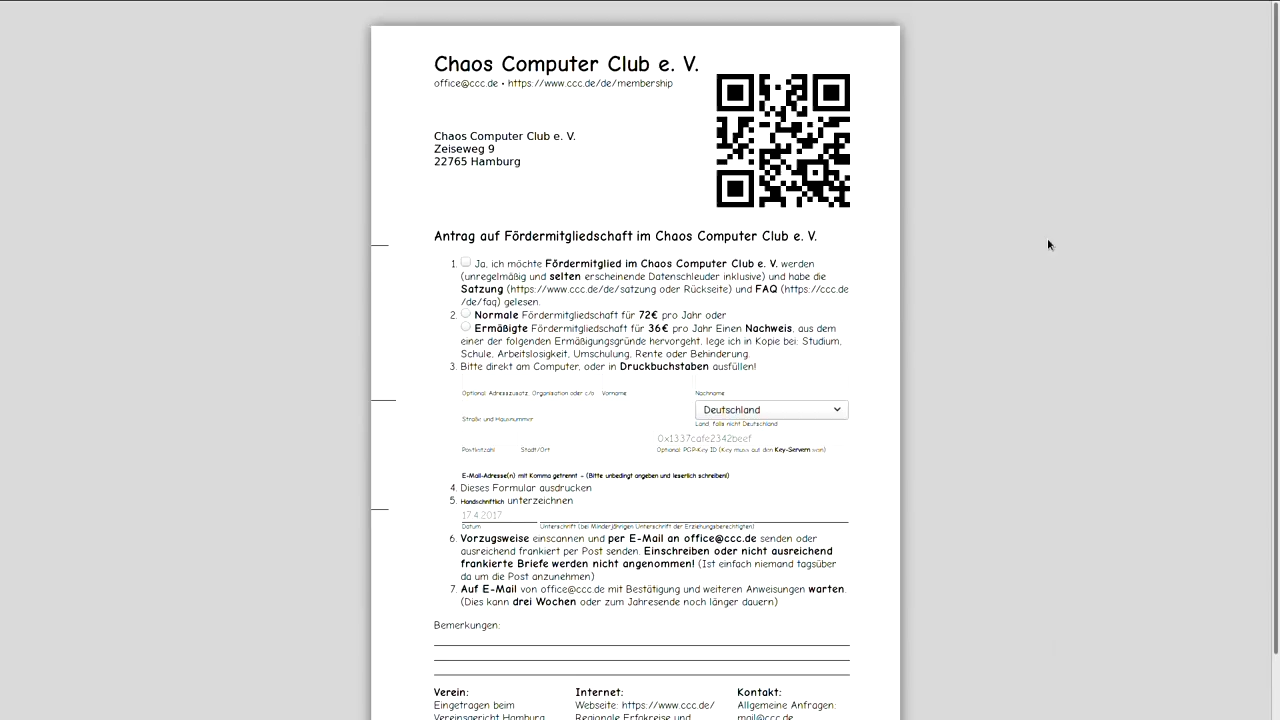 Chaos Computer Club e. V.
office@ccc.de • https://www.ccc.de/de/membership
Chaos Computer Club e. V.
Zeiseweg 9
22765 Hamburg
Antrag auf Fördermitgliedschaft im Chaos Computer Club e. V.
1. Ja, ich möchte Fördermitglied im Chaos Computer Club e. V. werden
(unregelmäßig und selten erscheinende Datenschleuder inklusive) und habe die
Satzung (https://www.ccc.de/de/satzung oder Rückseite) und FAQ (https://ccc.de
/de/faq) gelesen.
2. Normale Fördermitgliedschaft für 72€ pro Jahr oder
Ermäßigte Fördermitgliedschaft für 36€ pro Jahr Einen Nachweis, aus dem
einer der folgenden Ermäßigungsgründe hervorgeht, lege ich in Kopie bei: Studium,
Schule, Arbeitslosigkeit, Umschulung, Rente oder Behinderung.
3. Bitte direkt am Computer, oder in Druckbuchstaben ausfüllen!
Optional: Adresszusatz: Organisation oder c/o Vorname Nachname
Deutschland
Straße und Hausnummer Land, falls nicht Deutschland
0x1337cafe2342beef
Postleitzahl Stadt/Ort Optional: PGP-Key ID (Key muss auf den Key-Servern sein)
E-Mail-Adresse(n) mit Komma getrennt – (Bitte unbedingt angeben und leserlich schreiben!)
4. Dieses Formular ausdrucken
5. Handschriftlich unterzeichnen
17.4.2017
Datum Unterschrift (bei Minderjährigen Unterschrift der Erziehungsberechtigten)
6. Vorzugsweise einscannen und per E-Mail an office@ccc.de senden oder
ausreichend frankiert per Post senden. Einschreiben oder nicht ausreichend
frankierte Briefe werden nicht angenommen! (Ist einfach niemand tagsüber
da um die Post anzunehmen)
7. Auf E-Mail von office@ccc.de mit Bestätigung und weiteren Anweisungen warten.
(Dies kann drei Wochen oder zum Jahresende noch länger dauern)
Bemerkungen:
Verein: Internet: Kontakt:
Eingetragen beim Webseite: https://www.ccc.de/ Allgemeine Anfragen:
Vereinsgericht Hamburg Regionale Erfakreise und mail@ccc.de